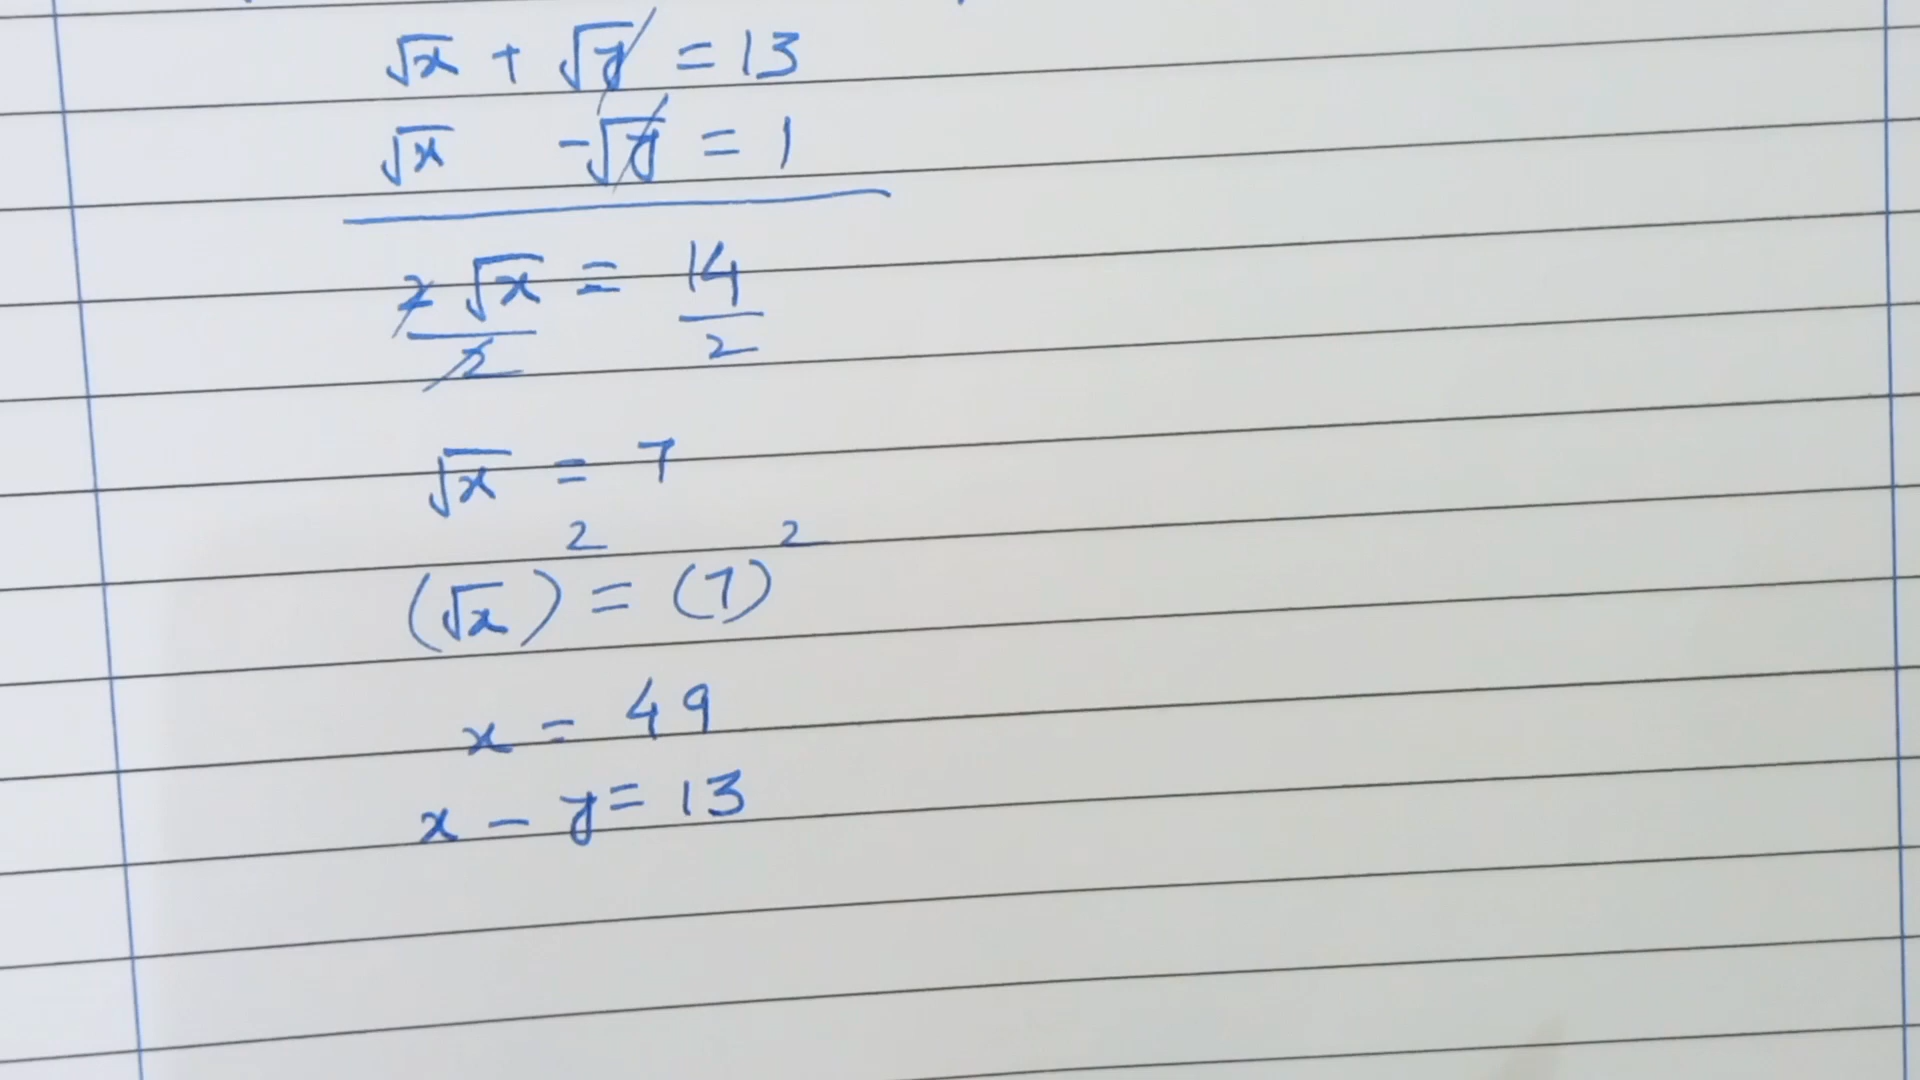 √x + √y = 13
√x - √y = 1
2√x/2 = 14/2
√x = 7
(√x)² = (7)²
x = 49
x - y = 13